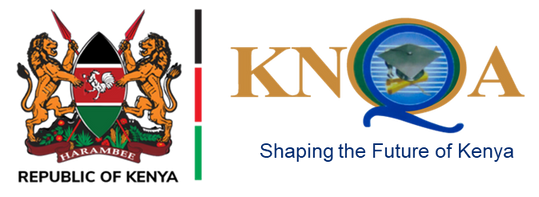 HARAMBEE
REPUBLIC OF KENYA
KNQA
Shaping the Future of Kenya